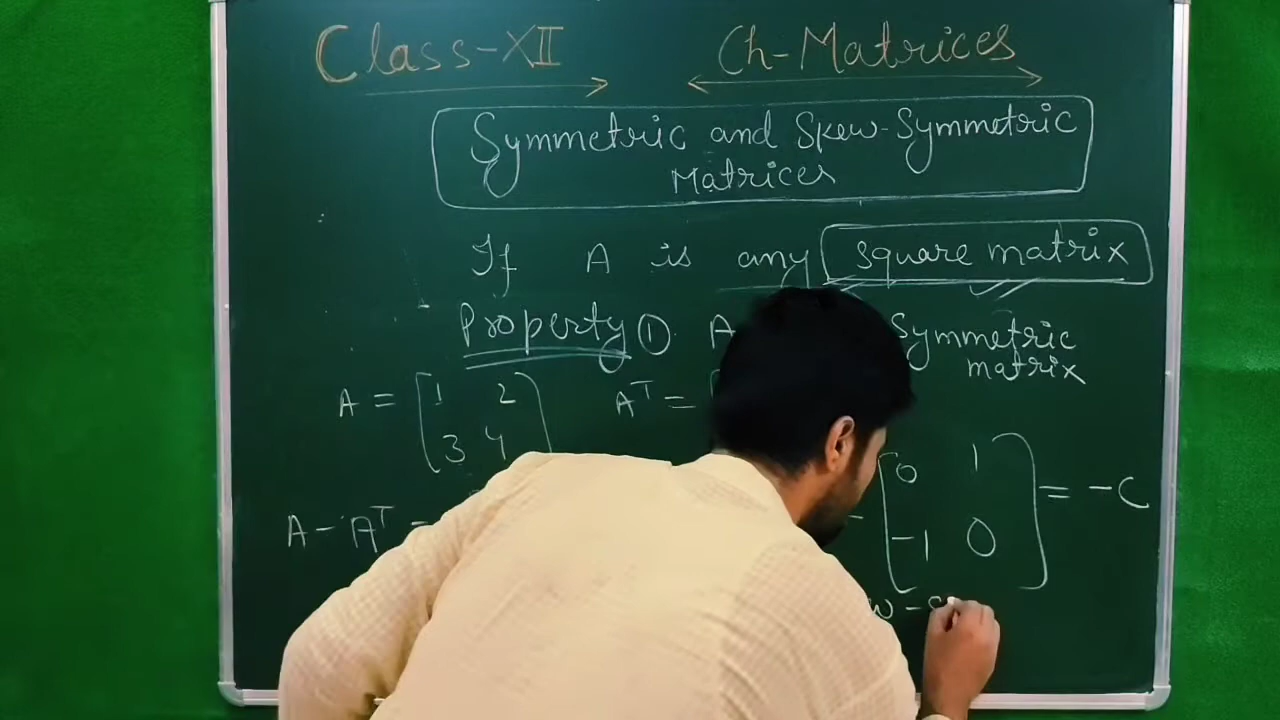 Class-XII Ch-Matrices
Symmetric and Skew-Symmetric
Matrices
If A is any square matrix
Property ① A Symmetric
matrix
A = [1 2
3 4] Aᵀ =
A - Aᵀ = [0 1
-1 0] = -C